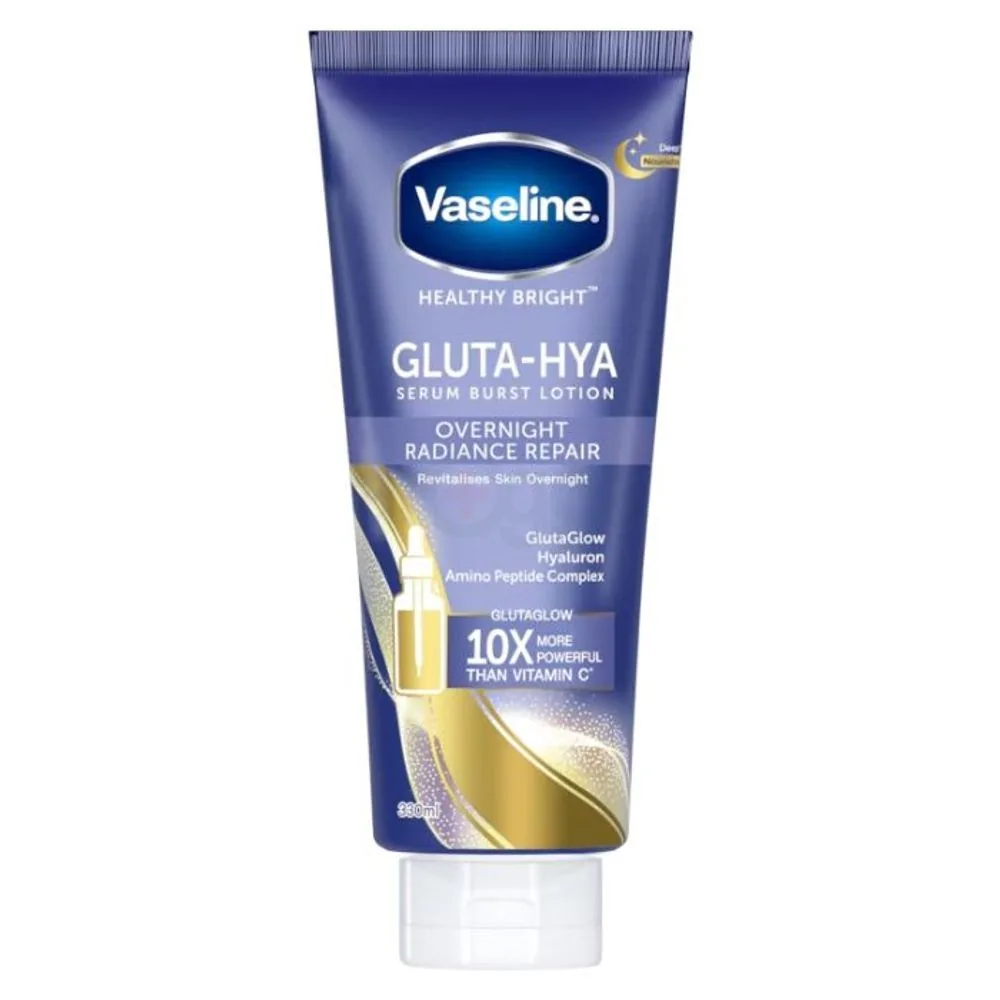 Deep
Vaseline.
HEALTHY BRIGHT™
GLUTA-HYA
SERUM BURST LOTION
OVERNIGHT
RADIANCE REPAIR
Revitalises Skin Overnight
GlutaGlow
Hyaluron
Amino Peptide Complex
GLUTAGLOW
10X MORE
POWERFUL
THAN VITAMIN C*
330ml